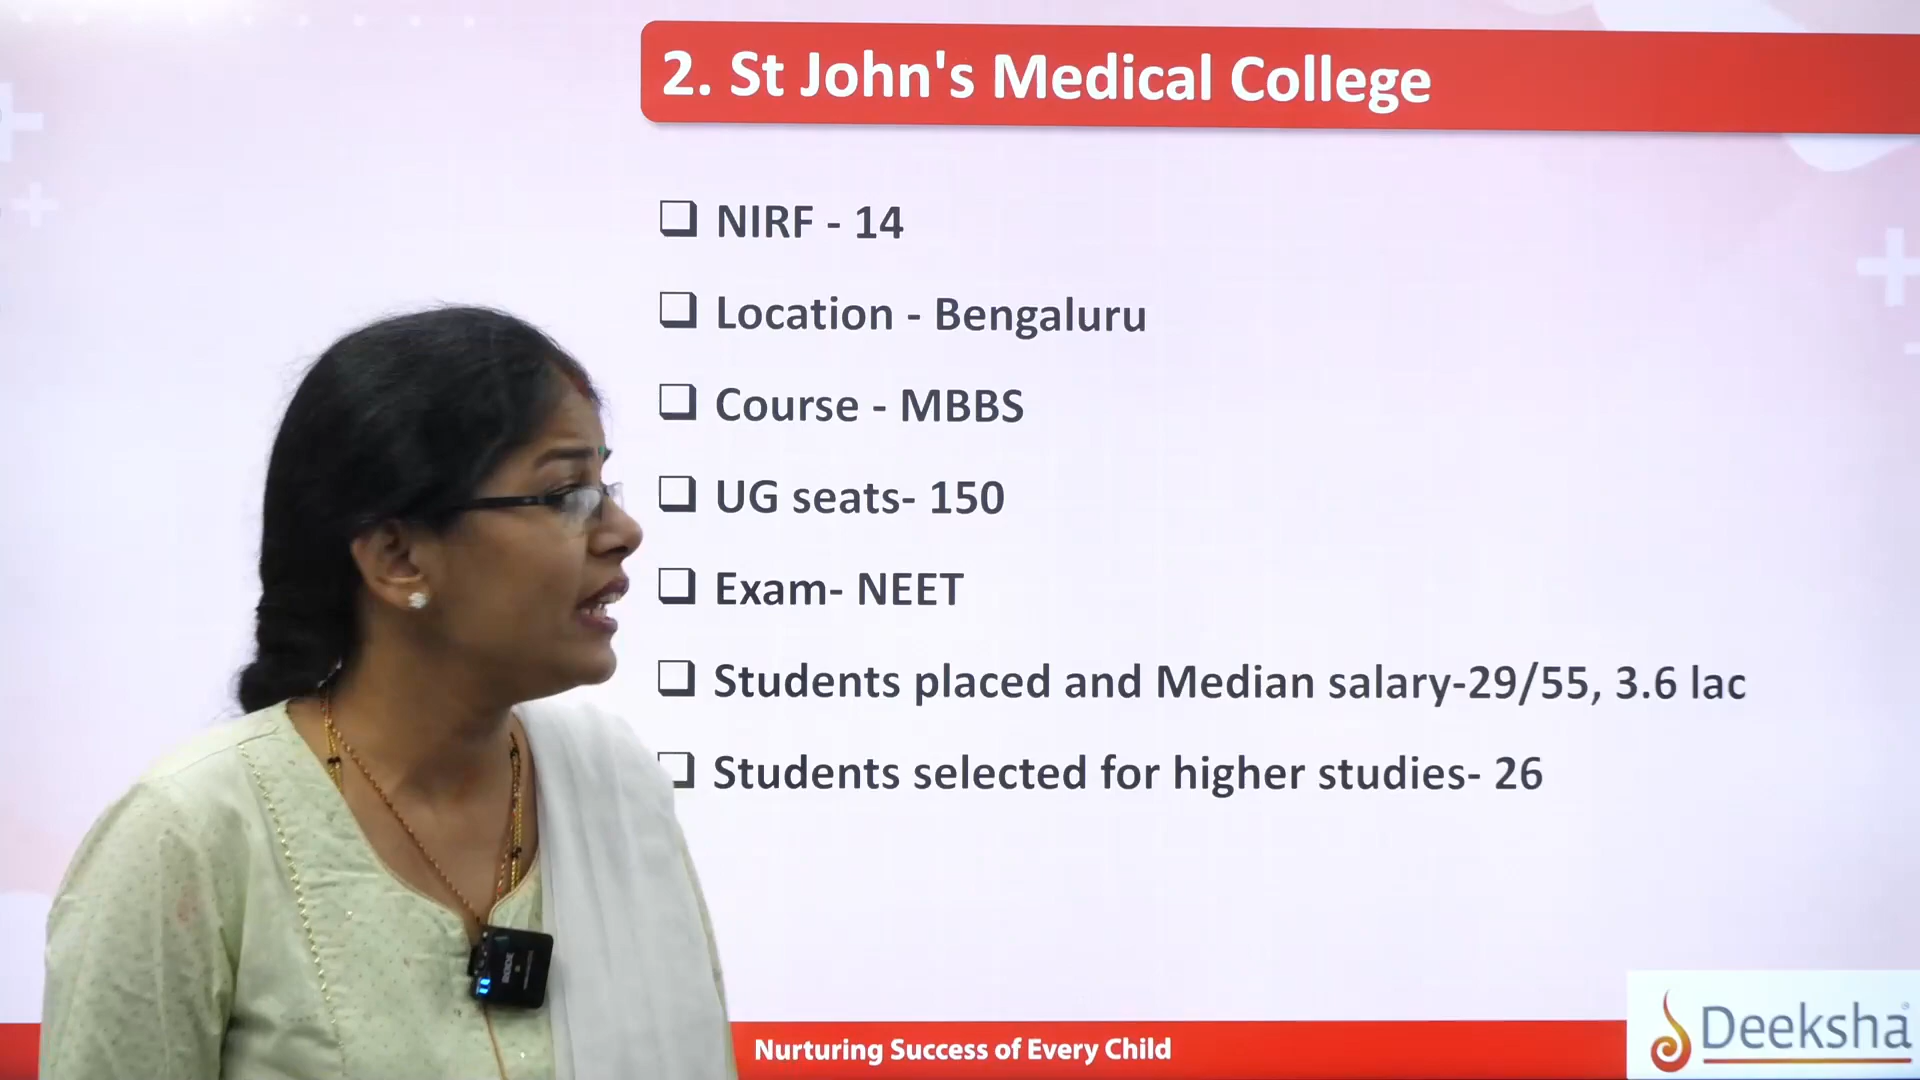 2. St John's Medical College
NIRF - 14
Location - Bengaluru
Course - MBBS
UG seats- 150
Exam- NEET
Students placed and Median salary-29/55, 3.6 lac
Students selected for higher studies- 26
RØDE
Nurturing Success of Every Child
Deeksha